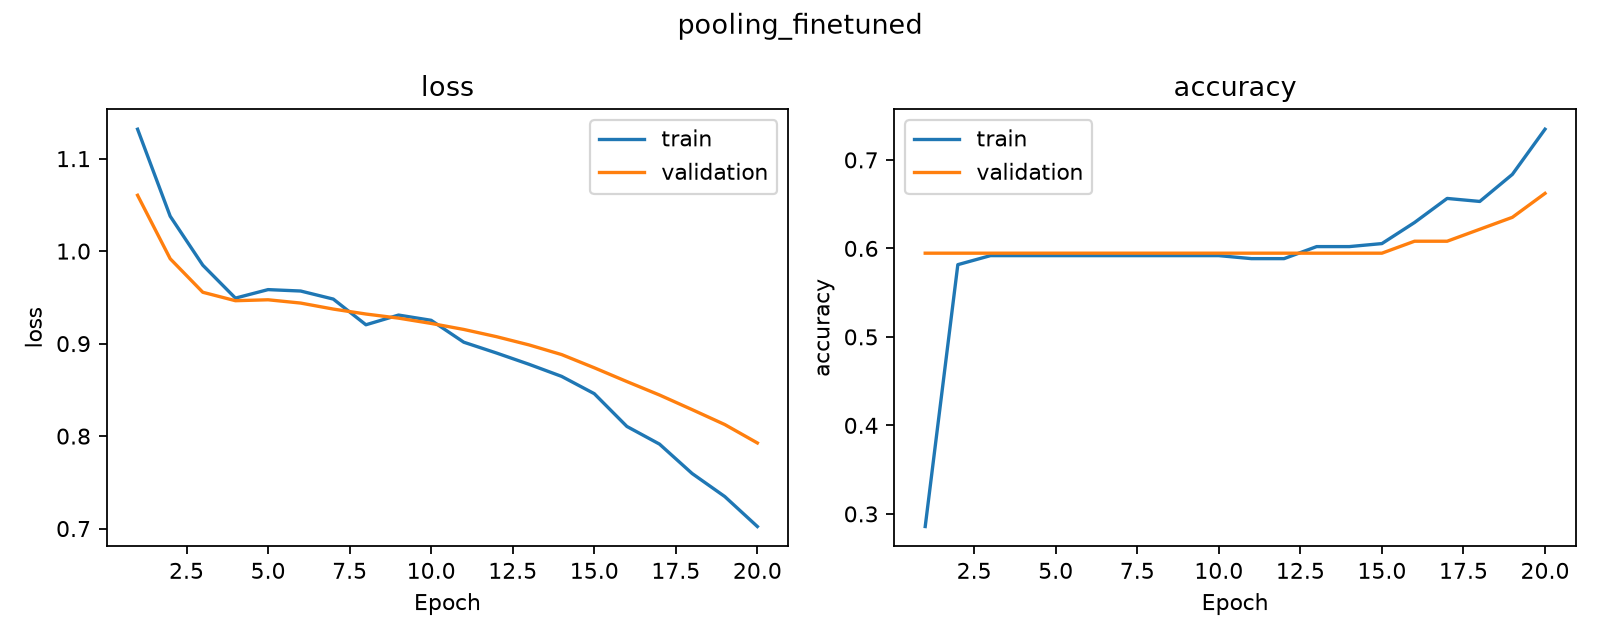 pooling_finetuned
loss
accuracy
train
validation
train
validation
1.1
1.0
0.9
0.8
0.7
loss
2.5 5.0 7.5 10.0 12.5 15.0 17.5 20.0
Epoch
0.7
0.6
0.5
0.4
0.3
accuracy
2.5 5.0 7.5 10.0 12.5 15.0 17.5 20.0
Epoch